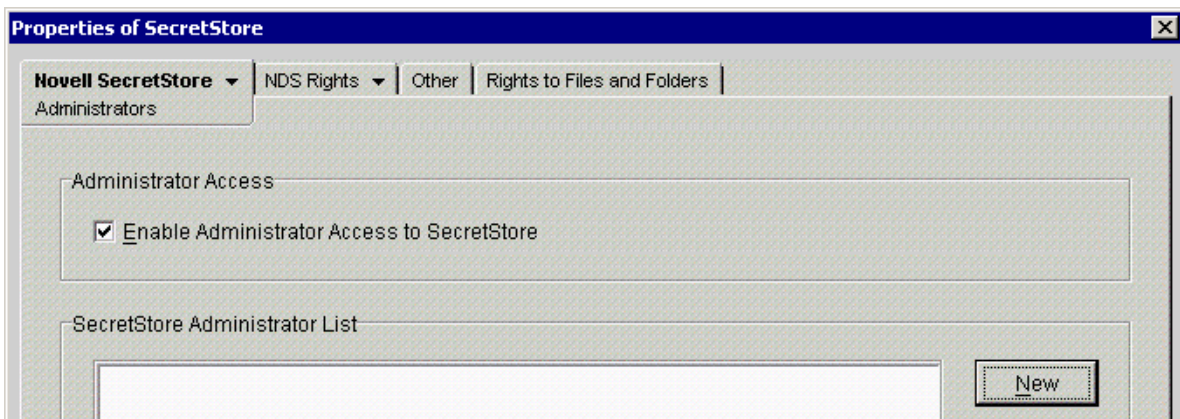 Properties of SecretStore
Novell SecretStore NDS Rights Other Rights to Files and Folders
Administrators
Administrator Access
Enable Administrator Access to SecretStore
SecretStore Administrator List
New